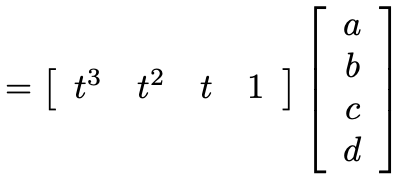 = [ t³ t² t 1 ] [ a
b
c
d ]